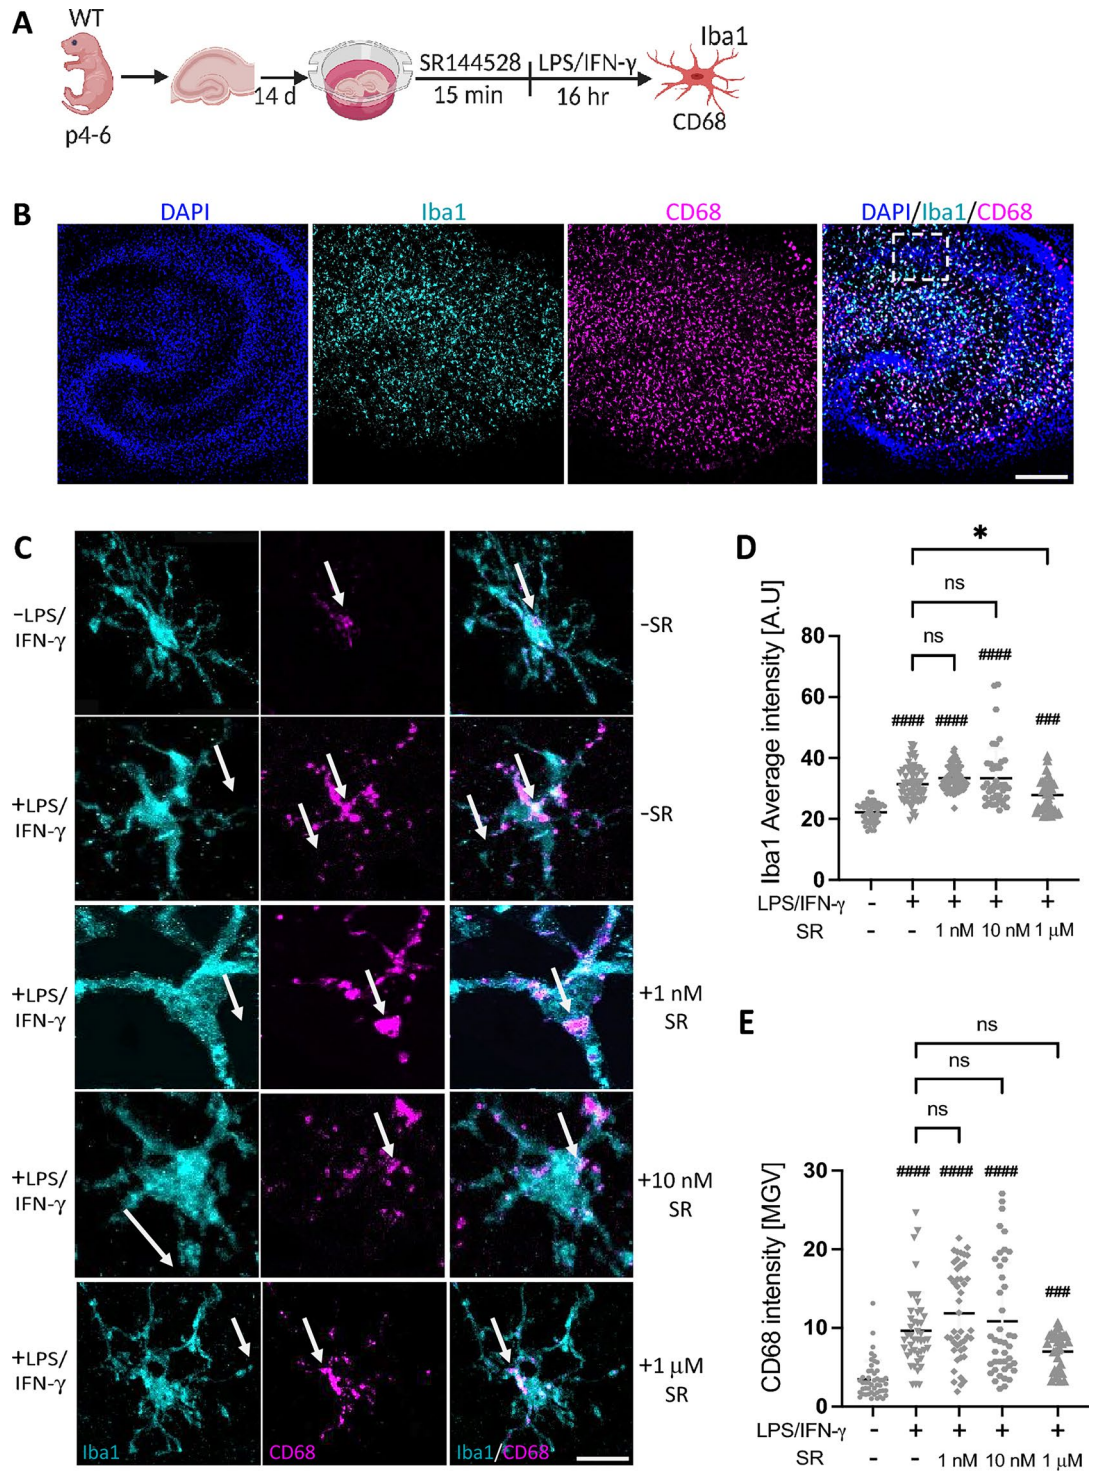 A
WT
p4-6
14 d
SR144528
15 min
LPS/IFN-γ
16 hr
Iba1
CD68
B
DAPI
Iba1
CD68
DAPI/Iba1/CD68
C
−LPS/
IFN-γ
−SR
+LPS/
IFN-γ
−SR
+LPS/
IFN-γ
+1 nM
SR
+LPS/
IFN-γ
+10 nM
SR
+LPS/
IFN-γ
+1 μM
SR
Iba1
CD68
Iba1/CD68
D
Iba1 Average intensity [A.U]
*
ns
ns
####
#### #### ###
80
60
40
20
0
LPS/IFN-γ - + + + +
SR - - 1 nM 10 nM 1 μM
E
CD68 intensity [MGV]
ns
ns
ns
#### #### ####
###
30
20
10
0
LPS/IFN-γ - + + + +
SR - - 1 nM 10 nM 1 μM